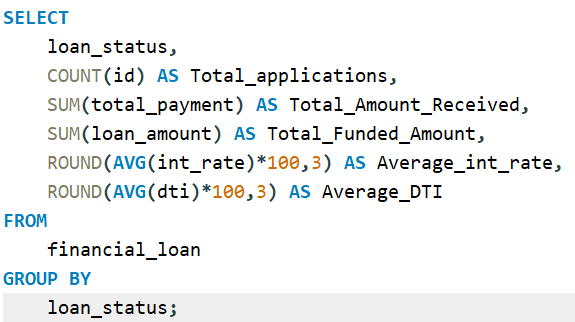 SELECT
loan_status,
COUNT(id) AS Total_applications,
SUM(total_payment) AS Total_Amount_Received,
SUM(loan_amount) AS Total_Funded_Amount,
ROUND(AVG(int_rate)*100,3) AS Average_int_rate,
ROUND(AVG(dti)*100,3) AS Average_DTI
FROM
financial_loan
GROUP BY
loan_status;